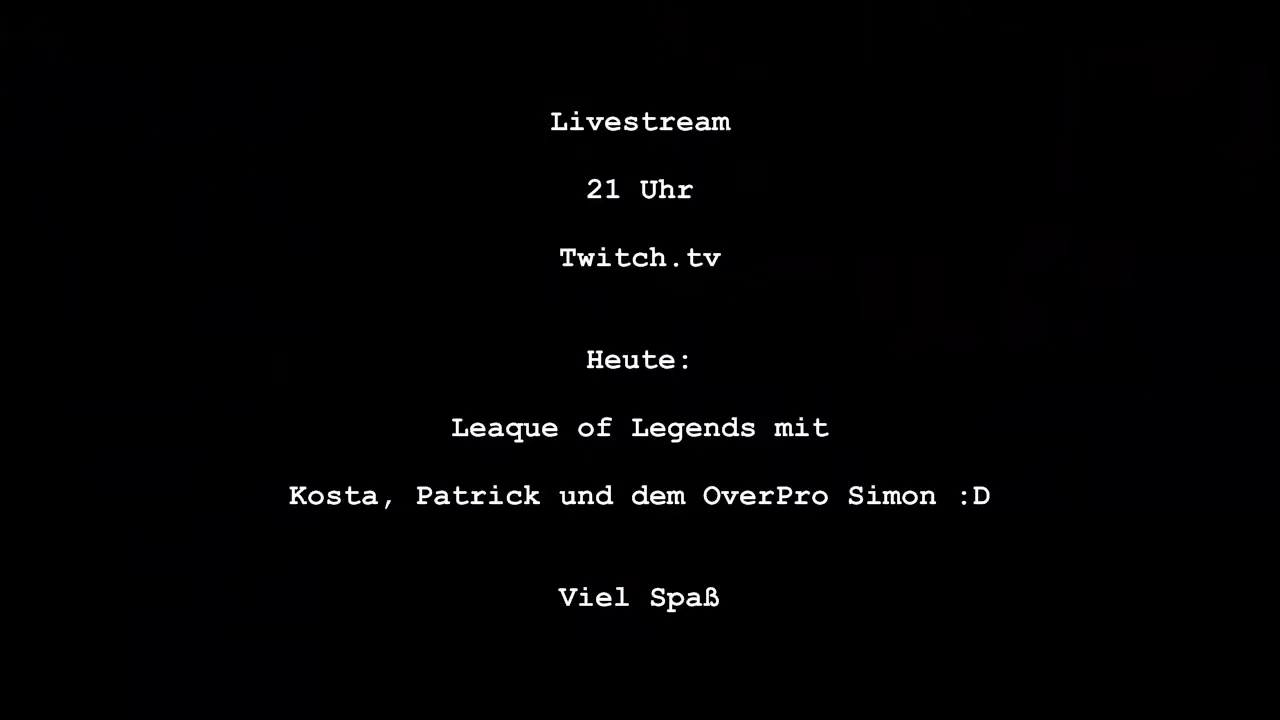 Livestream
21 Uhr
Twitch.tv
Heute:
Leaque of Legends mit
Kosta, Patrick und dem OverPro Simon :D
Viel Spaß